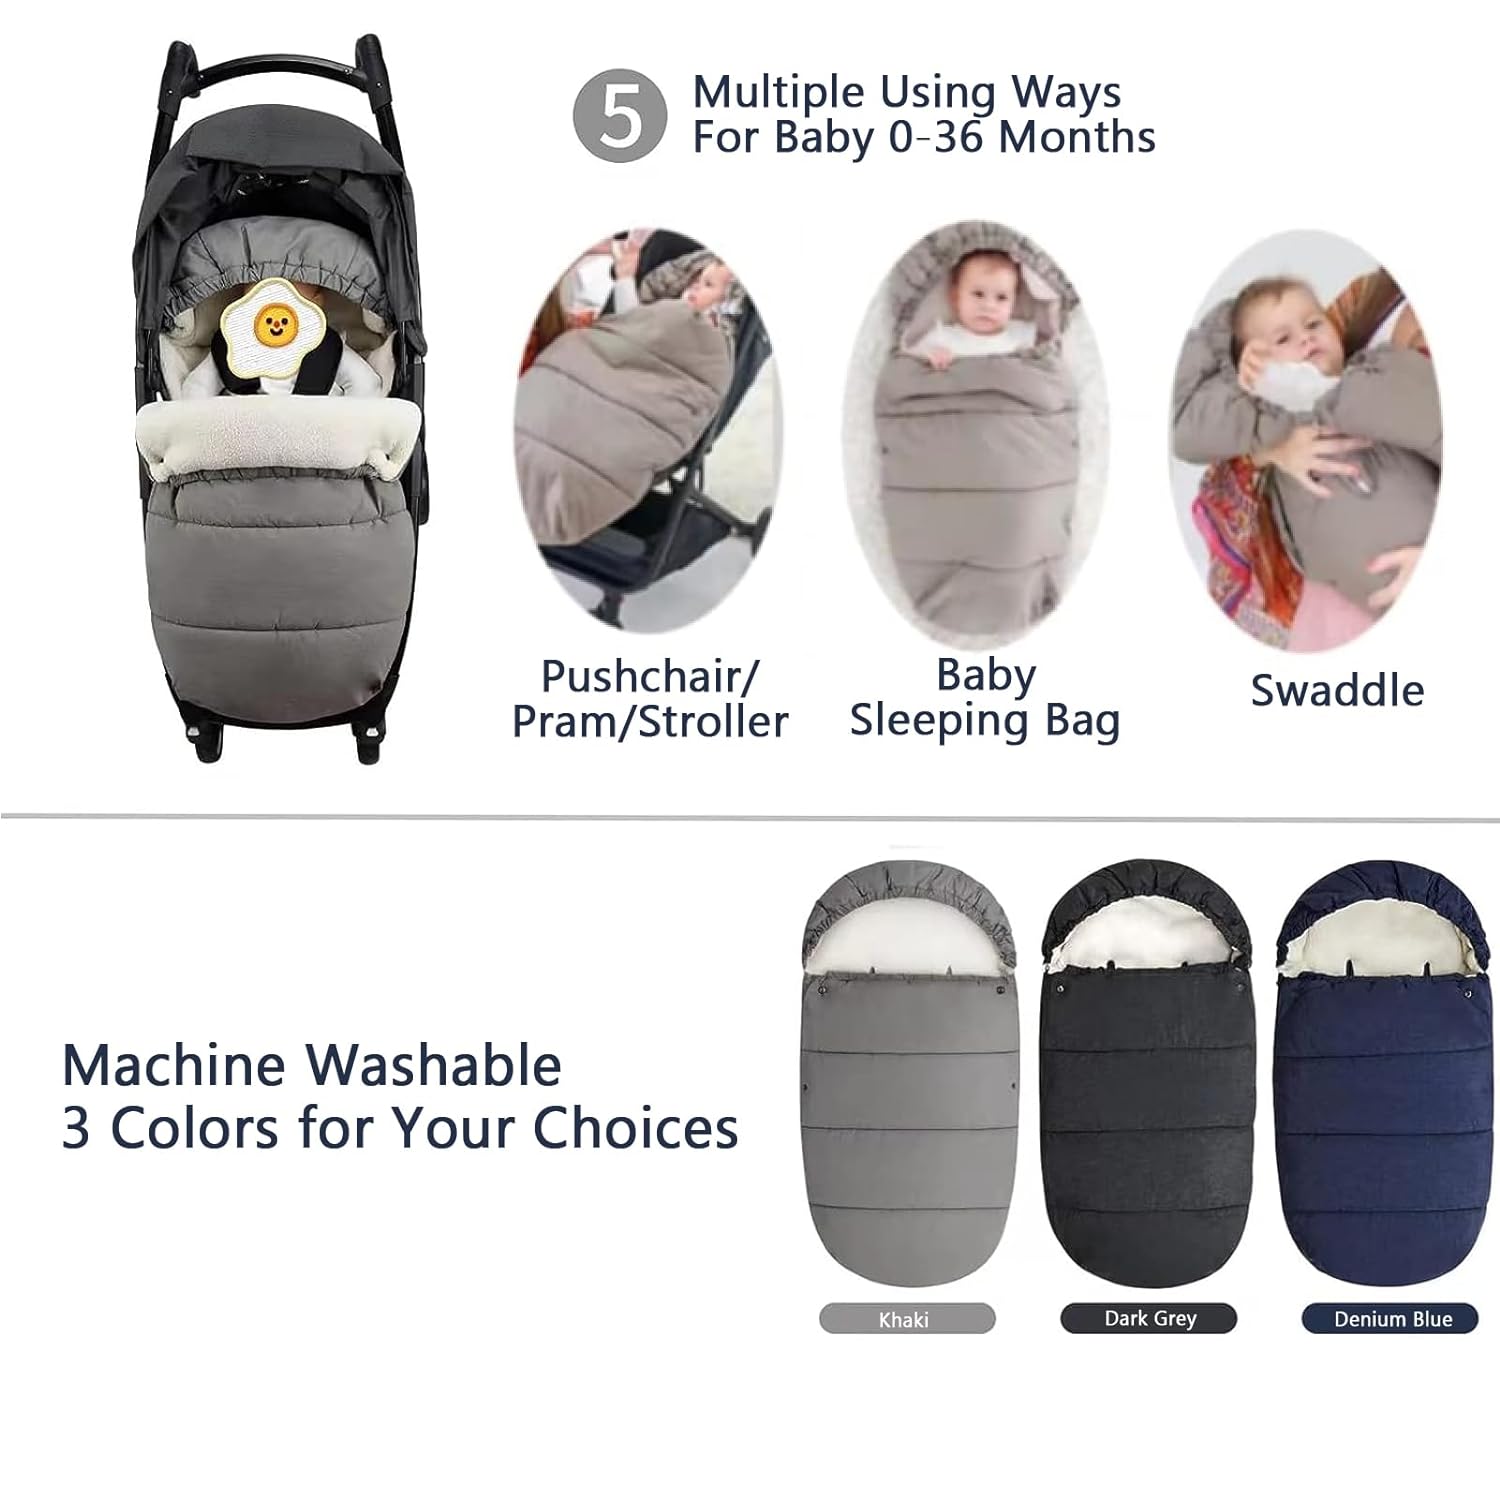 5
Multiple Using Ways
For Baby 0-36 Months
Pushchair/
Pram/Stroller
Baby
Sleeping Bag
Swaddle
Machine Washable
3 Colors for Your Choices
Khaki
Dark Grey
Denium Blue